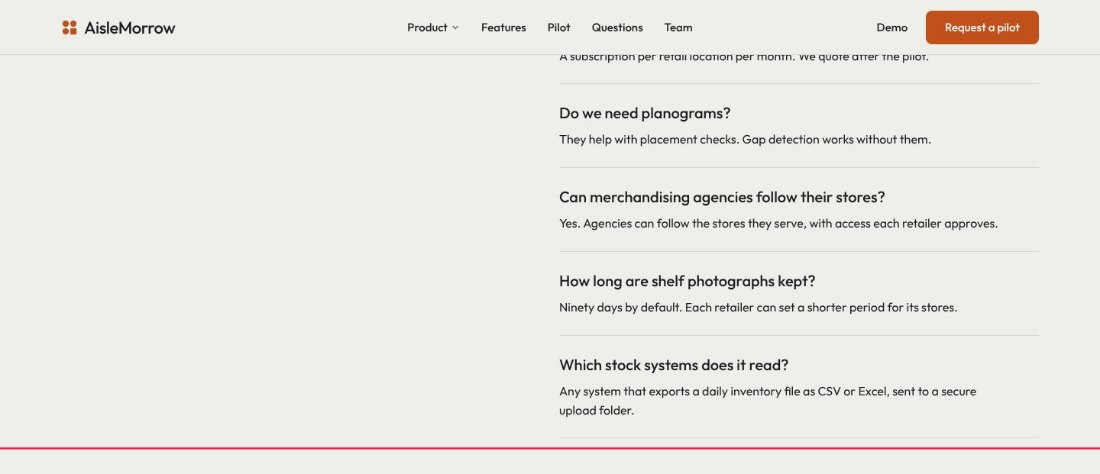 AisleMorrow
Product
Features
Pilot
Questions
Team
Demo
Request a pilot
A subscription per retail location per month. We quote after the pilot.
Do we need planograms?
They help with placement checks. Gap detection works without them.
Can merchandising agencies follow their stores?
Yes. Agencies can follow the stores they serve, with access each retailer approves.
How long are shelf photographs kept?
Ninety days by default. Each retailer can set a shorter period for its stores.
Which stock systems does it read?
Any system that exports a daily inventory file as CSV or Excel, sent to a secure
upload folder.